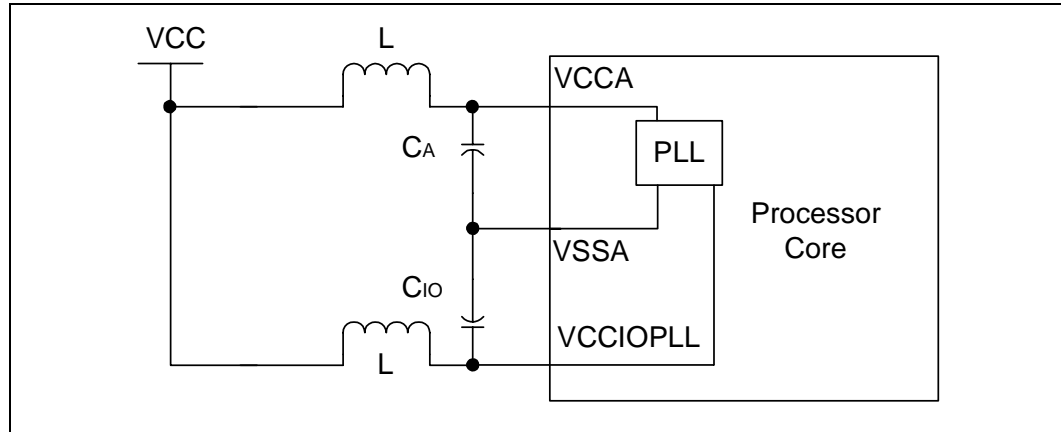 VCC
L
VCCA
CA
PLL
Processor
Core
VSSA
CIO
VCCIOPLL
L